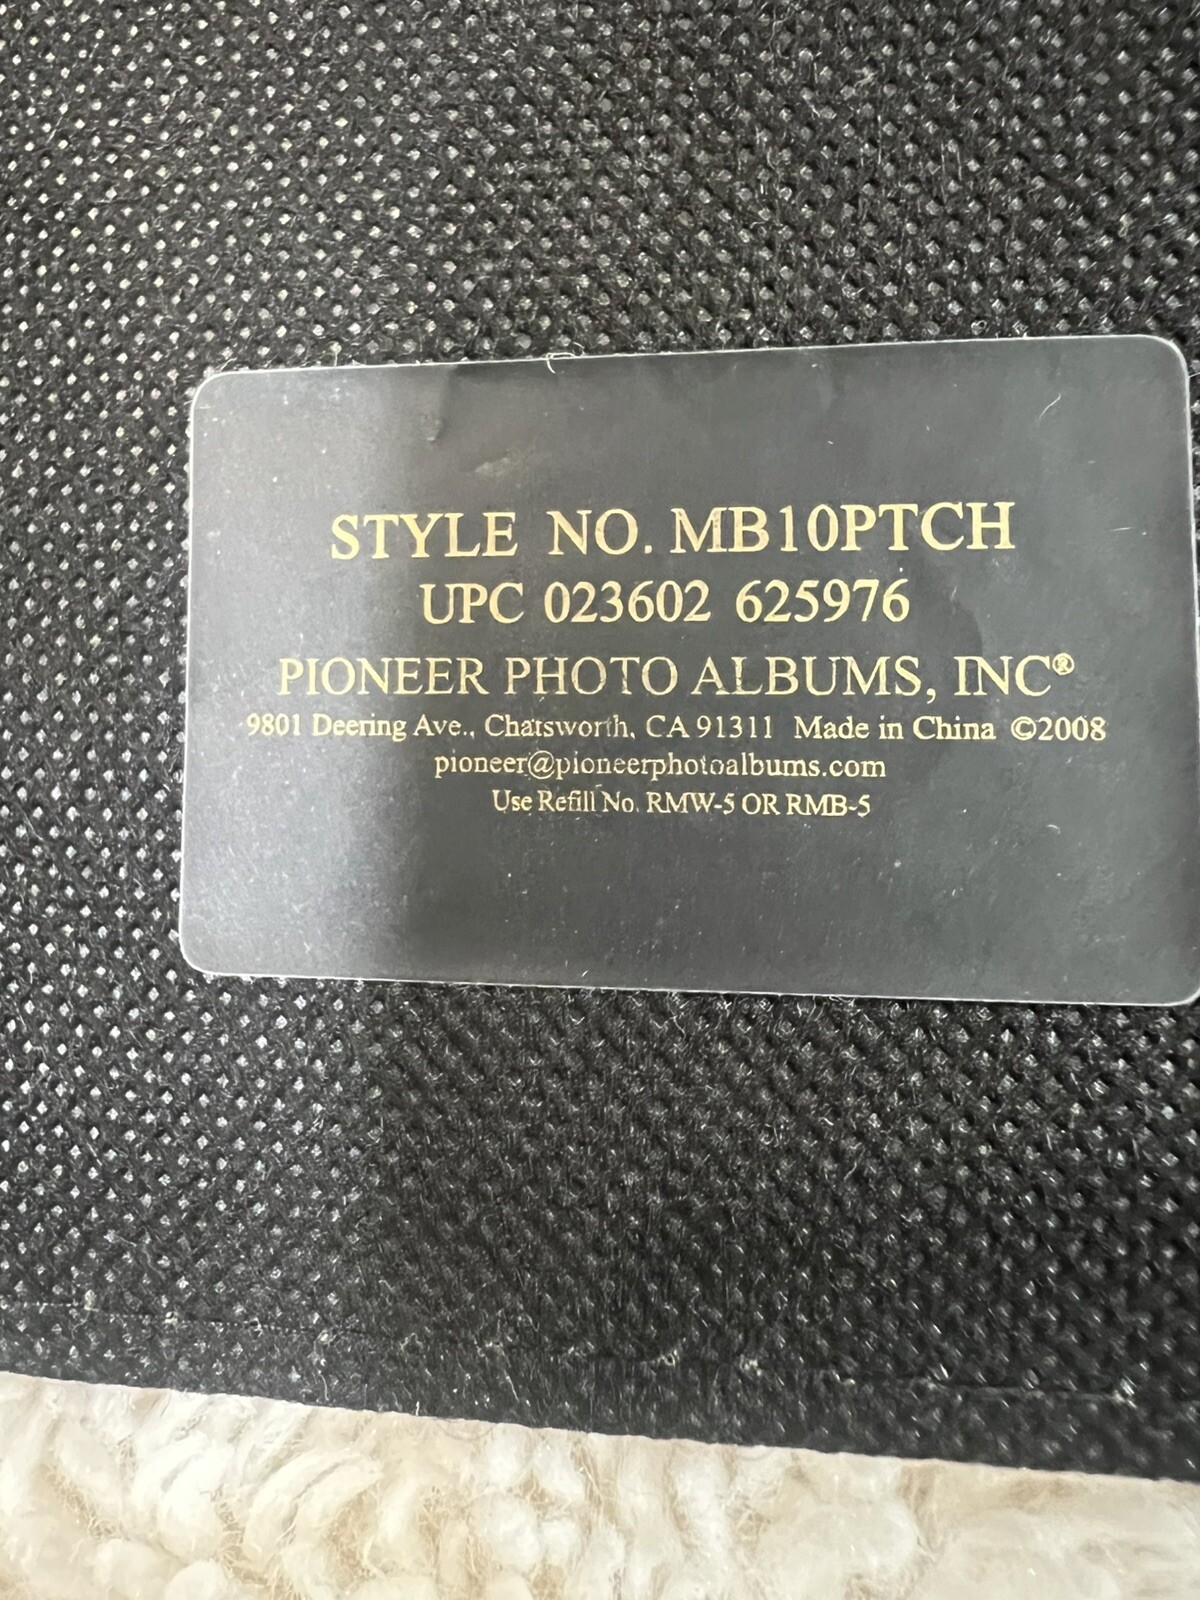 STYLE NO. MB10PTCH
UPC 023602 625976
PIONEER PHOTO ALBUMS, INC®
9801 Deering Ave., Chatsworth, CA 91311 Made in China ©2008
pioneer@pioneerphotoalbums.com
Use Refill No. RMW-5 OR RMB-5